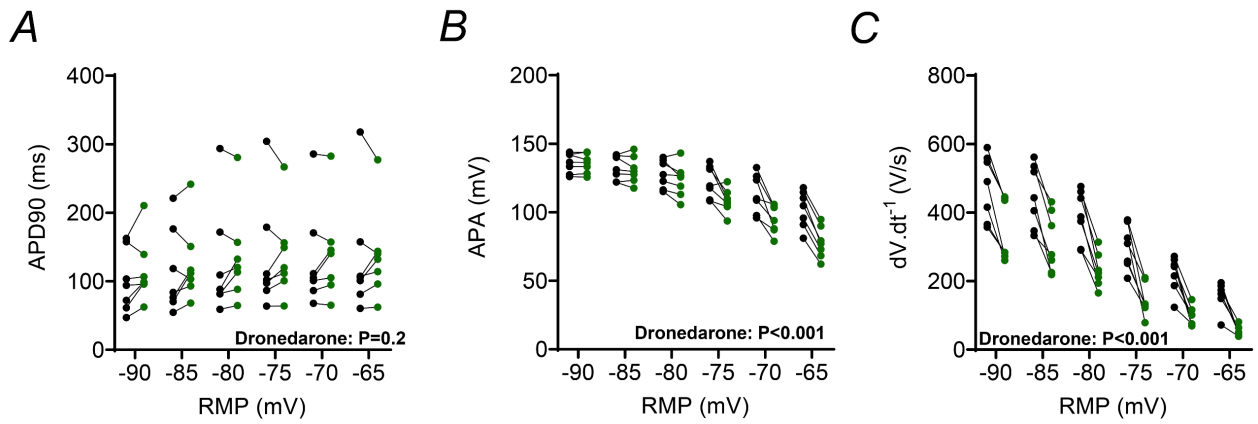 A
B
C
400
300
200
100
0
APD90 (ms)
Dronedarone: P=0.2
-90 -85 -80 -75 -70 -65
RMP (mV)
200
150
100
50
0
APA (mV)
Dronedarone: P<0.001
-90 -85 -80 -75 -70 -65
RMP (mV)
800
600
400
200
0
dV.dt-1 (V/s)
Dronedarone: P<0.001
-90 -85 -80 -75 -70 -65
RMP (mV)